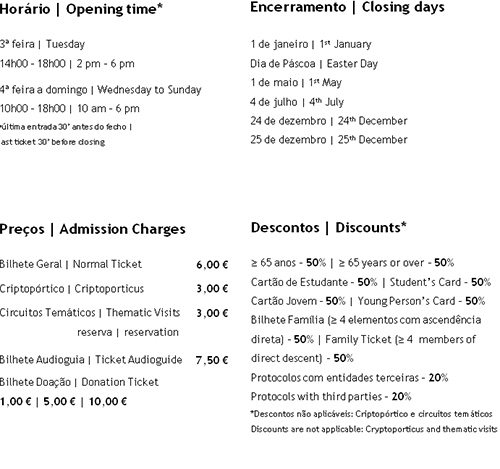 Horário | Opening time*
3ª feira | Tuesday
14h00 - 18h00 | 2 pm - 6 pm
4ª feira a domingo | Wednesday to Sunday
10h00 - 18h00 | 10 am - 6 pm
*última entrada 30' antes do fecho |
ast ticket 30' before closing
Encerramento | Closing days
1 de janeiro | 1st January
Dia de Páscoa | Easter Day
1 de maio | 1st May
4 de julho | 4th July
24 de dezembro | 24th December
25 de dezembro | 25th December
Preços | Admission Charges
Bilhete Geral | Normal Ticket 6,00 €
Criptopórtico | Criptoporticus 3,00 €
Circuitos Temáticos | Thematic Visits 3,00 €
reserva | reservation
Bilhete Audioguia | Ticket Audioguide 7,50 €
Bilhete Doação | Donation Ticket
1,00 € | 5,00 € | 10,00 €
Descontos | Discounts*
≥ 65 anos - 50% | ≥ 65 years or over - 50%
Cartão de Estudante - 50% | Student's Card - 50%
Cartão Jovem - 50% | Young Person's Card - 50%
Bilhete Família (≥ 4 elementos com ascendência
direta) - 50% | Family Ticket (≥ 4 members of
direct descent) - 50%
Protocolos com entidades terceiras - 20%
Protocols with third parties - 20%
*Descontos não aplicáveis: Criptopórtico e circuitos temáticos
Discounts are not applicable: Cryptoporticus and thematic visits